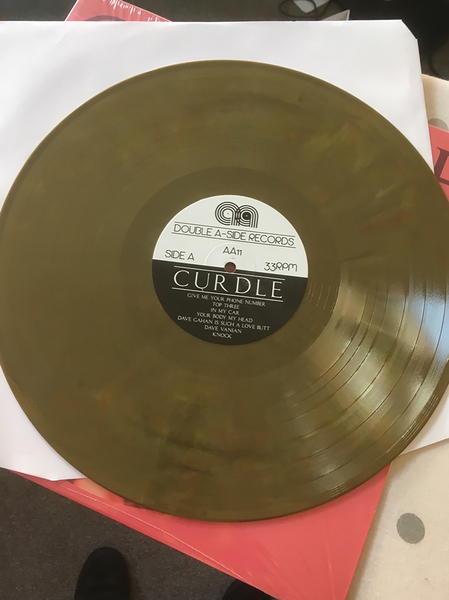 DOUBLE A-SIDE RECORDS
SIDE A
AA11
33RPM
CURDLE
GIVE ME YOUR PHONE NUMBER
TOP THREE
IN MY CAR
YOUR BODY MY HEAD
DAVE GAHAN IS SUCH A LOVE BUTT
DAVE VANIAN
KNOCK